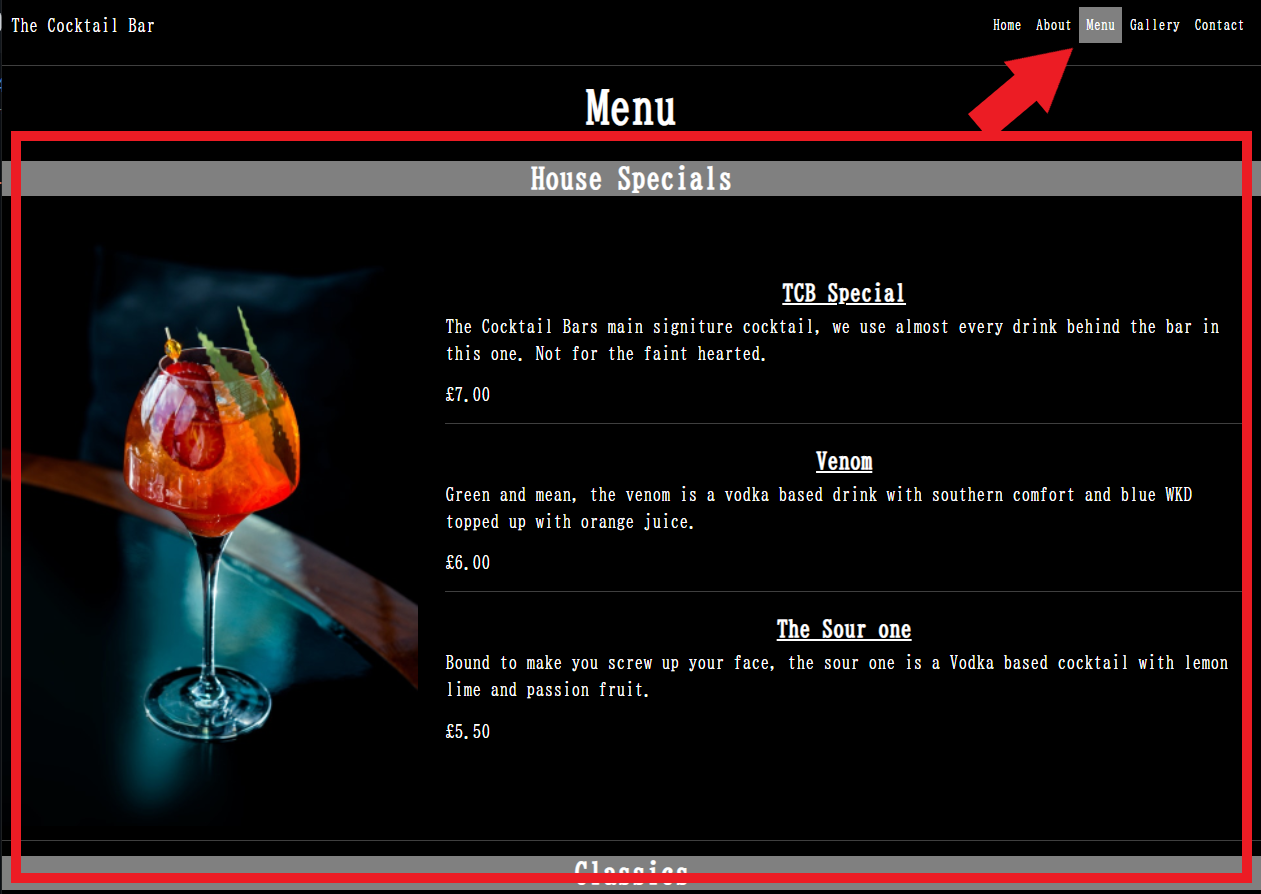 The Cocktail Bar
Home About Menu Gallery Contact
Menu
House Specials
TCB Special
The Cocktail Bars main signiture cocktail, we use almost every drink behind the bar in
this one. Not for the faint hearted.
£7.00
Venom
Green and mean, the venom is a vodka based drink with southern comfort and blue WKD
topped up with orange juice.
£6.00
The Sour one
Bound to make you screw up your face, the sour one is a Vodka based cocktail with lemon
lime and passion fruit.
£5.50
Classics